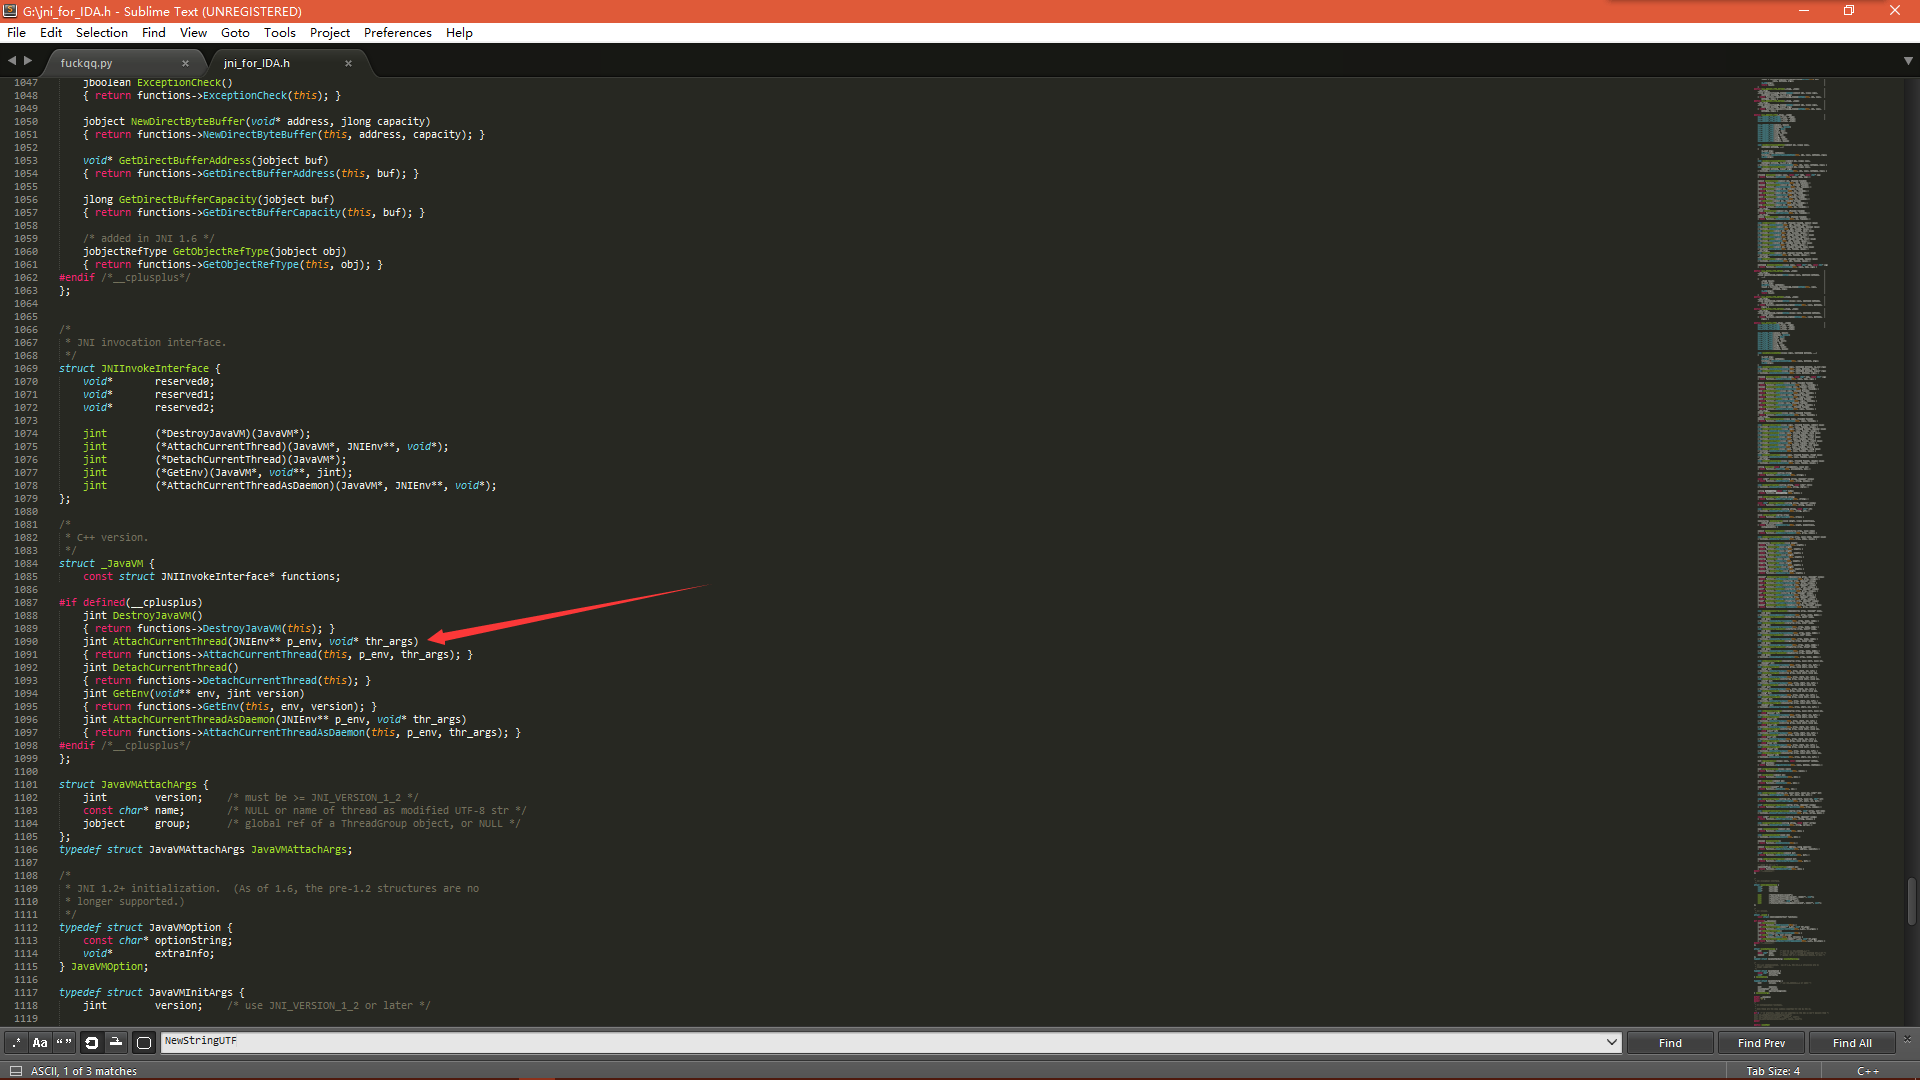 G:\jni_for_IDA.h - Sublime Text (UNREGISTERED)
File Edit Selection Find View Goto Tools Project Preferences Help
fuckqq.py jni_for_IDA.h
1047 jboolean ExceptionCheck()
1048 { return functions->ExceptionCheck(this); }
1049
1050 jobject NewDirectByteBuffer(void* address, jlong capacity)
1051 { return functions->NewDirectByteBuffer(this, address, capacity); }
1052
1053 void* GetDirectBufferAddress(jobject buf)
1054 { return functions->GetDirectBufferAddress(this, buf); }
1055
1056 jlong GetDirectBufferCapacity(jobject buf)
1057 { return functions->GetDirectBufferCapacity(this, buf); }
1058
1059 /* added in JNI 1.6 */
1060 jobjectRefType GetObjectRefType(jobject obj)
1061 { return functions->GetObjectRefType(this, obj); }
1062 #endif /*__cplusplus*/
1063 };
1064
1065
1066 /*
1067 * JNI invocation interface.
1068 */
1069 struct JNIInvokeInterface {
1070 void* reserved0;
1071 void* reserved1;
1072 void* reserved2;
1073
1074 jint (*DestroyJavaVM)(JavaVM*);
1075 jint (*AttachCurrentThread)(JavaVM*, JNIEnv**, void*);
1076 jint (*DetachCurrentThread)(JavaVM*);
1077 jint (*GetEnv)(JavaVM*, void**, jint);
1078 jint (*AttachCurrentThreadAsDaemon)(JavaVM*, JNIEnv**, void*);
1079 };
1080
1081 /*
1082 * C++ version.
1083 */
1084 struct _JavaVM {
1085 const struct JNIInvokeInterface* functions;
1086
1087 #if defined(__cplusplus)
1088 jint DestroyJavaVM()
1089 { return functions->DestroyJavaVM(this); }
1090 jint AttachCurrentThread(JNIEnv** p_env, void* thr_args)
1091 { return functions->AttachCurrentThread(this, p_env, thr_args); }
1092 jint DetachCurrentThread()
1093 { return functions->DetachCurrentThread(this); }
1094 jint GetEnv(void** env, jint version)
1095 { return functions->GetEnv(this, env, version); }
1096 jint AttachCurrentThreadAsDaemon(JNIEnv** p_env, void* thr_args)
1097 { return functions->AttachCurrentThreadAsDaemon(this, p_env, thr_args); }
1098 #endif /*__cplusplus*/
1099 };
1100
1101 struct JavaVMAttachArgs {
1102 jint version; /* must be >= JNI_VERSION_1_2 */
1103 const char* name; /* NULL or name of thread as modified UTF-8 str */
1104 jobject group; /* global ref of a ThreadGroup object, or NULL */
1105 };
1106 typedef struct JavaVMAttachArgs JavaVMAttachArgs;
1107
1108 /*
1109 * JNI 1.2+ initialization. (As of 1.6, the pre-1.2 structures are no
1110 * longer supported.)
1111 */
1112 typedef struct JavaVMOption {
1113 const char* optionString;
1114 void* extraInfo;
1115 } JavaVMOption;
1116
1117 typedef struct JavaVMInitArgs {
1118 jint version; /* use JNI_VERSION_1_2 or later */
1119
.* Aa “ ” NewStringUTF Find Find Prev Find All
ASCII, 1 of 3 matches Tab Size: 4 C++